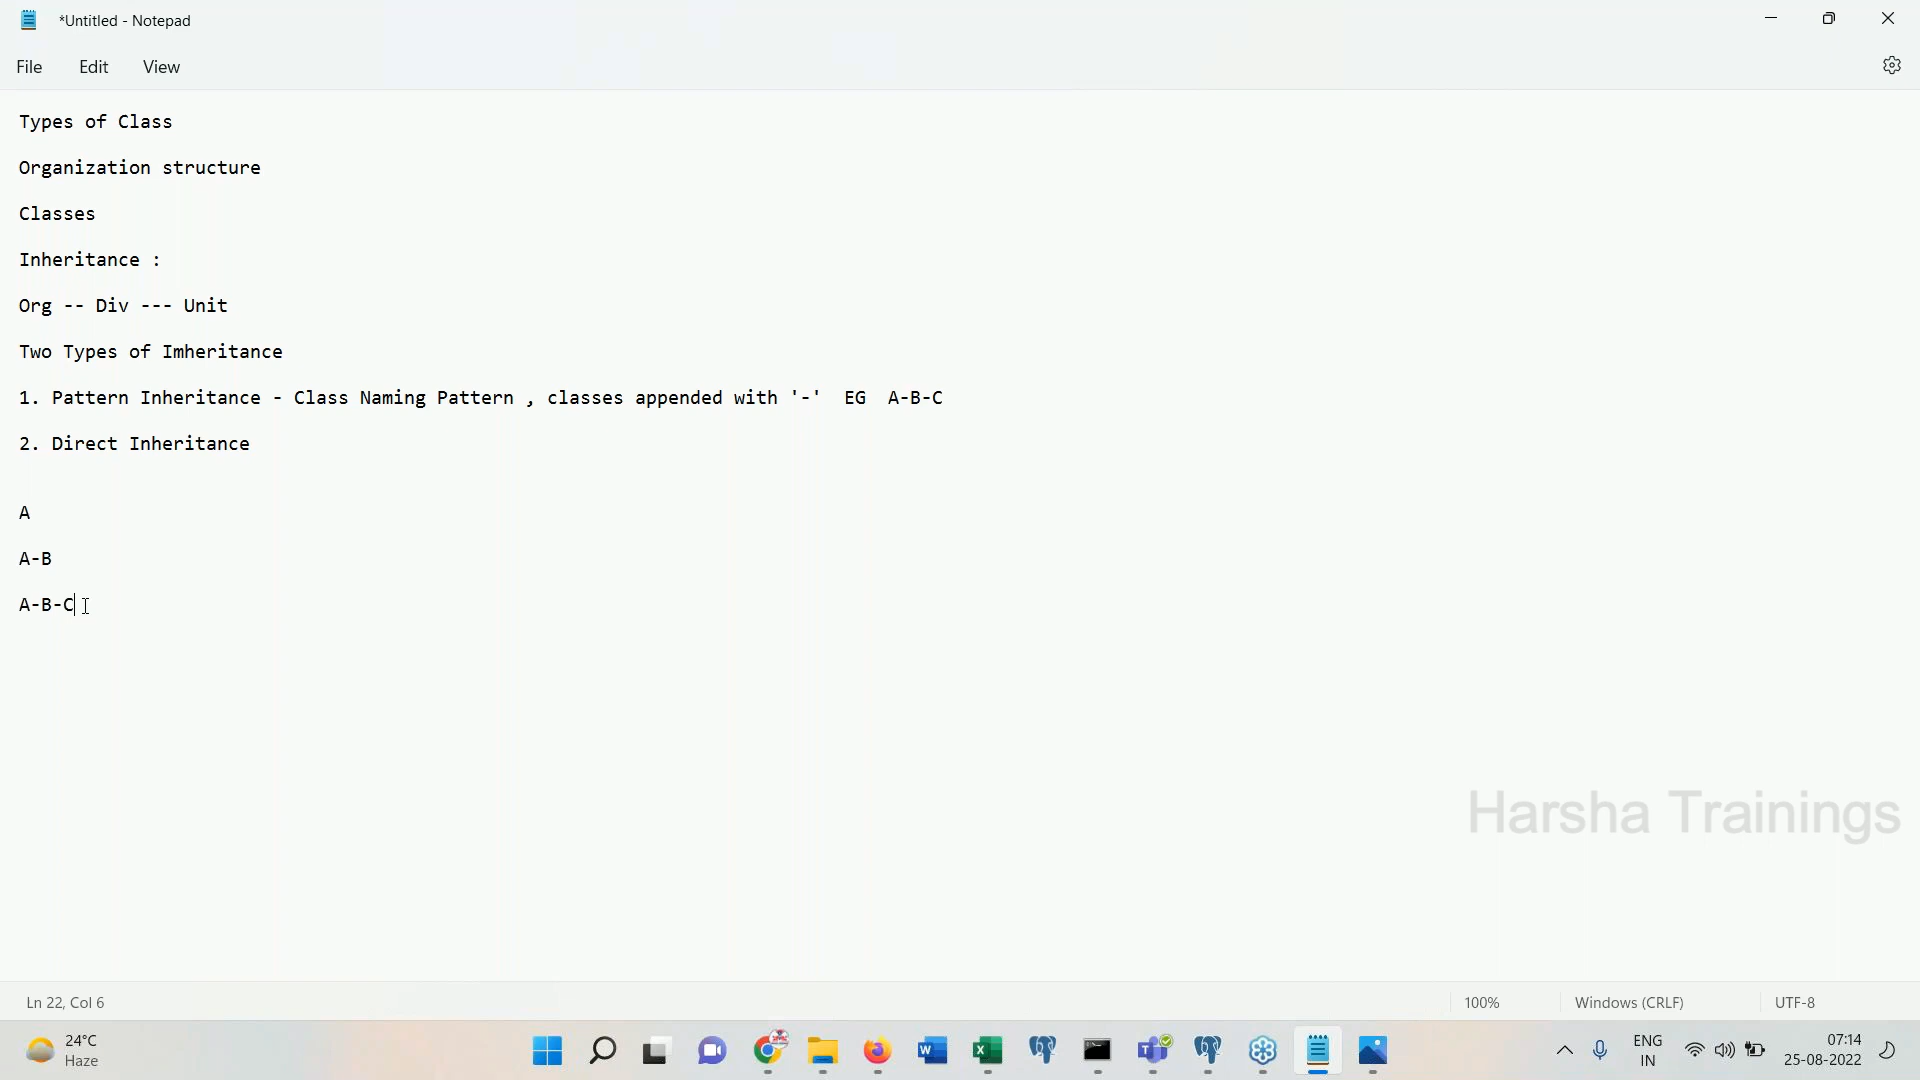 *Untitled - Notepad
File Edit View
Types of Class
Organization structure
Classes
Inheritance :
Org -- Div --- Unit
Two Types of Imheritance
1. Pattern Inheritance - Class Naming Pattern , classes appended with '-'  EG  A-B-C
2. Direct Inheritance
A
A-B
A-B-C
Harsha Trainings
Ln 22, Col 6 100% Windows (CRLF) UTF-8
24°C
Haze
ENG
IN
07:14
25-08-2022